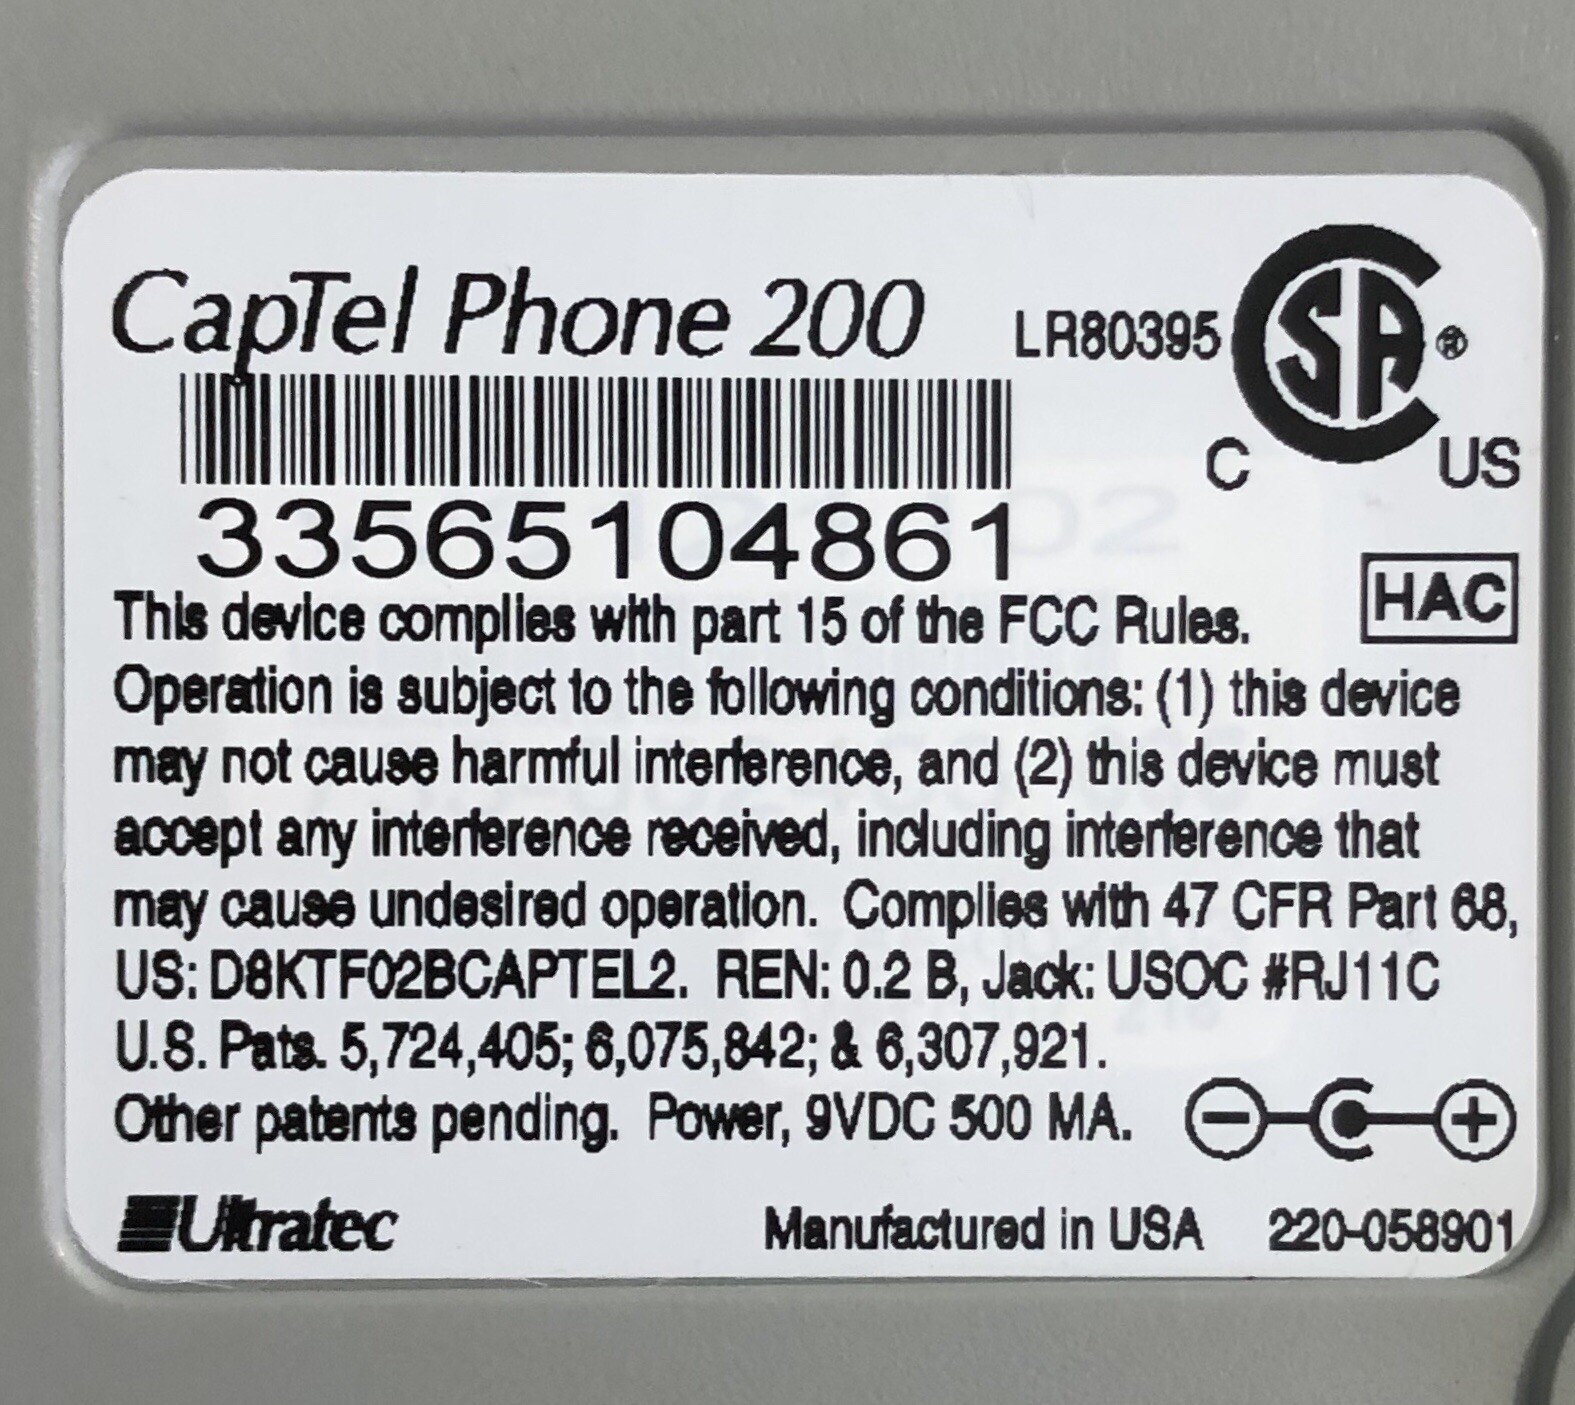 CapTel Phone 200 LR80395 CSA ®
C US
33565104861
HAC
This device complies with part 15 of the FCC Rules.
Operation is subject to the following conditions: (1) this device
may not cause harmful interference, and (2) this device must
accept any interference received, including interference that
may cause undesired operation. Complies with 47 CFR Part 68,
US: D8KTF02BCAPTEL2. REN: 0.2 B, Jack: USOC #RJ11C
U.S. Pats. 5,724,405; 6,075,842; & 6,307,921.
Other patents pending. Power, 9VDC 500 MA.
Ultratec Manufactured in USA 220-058901